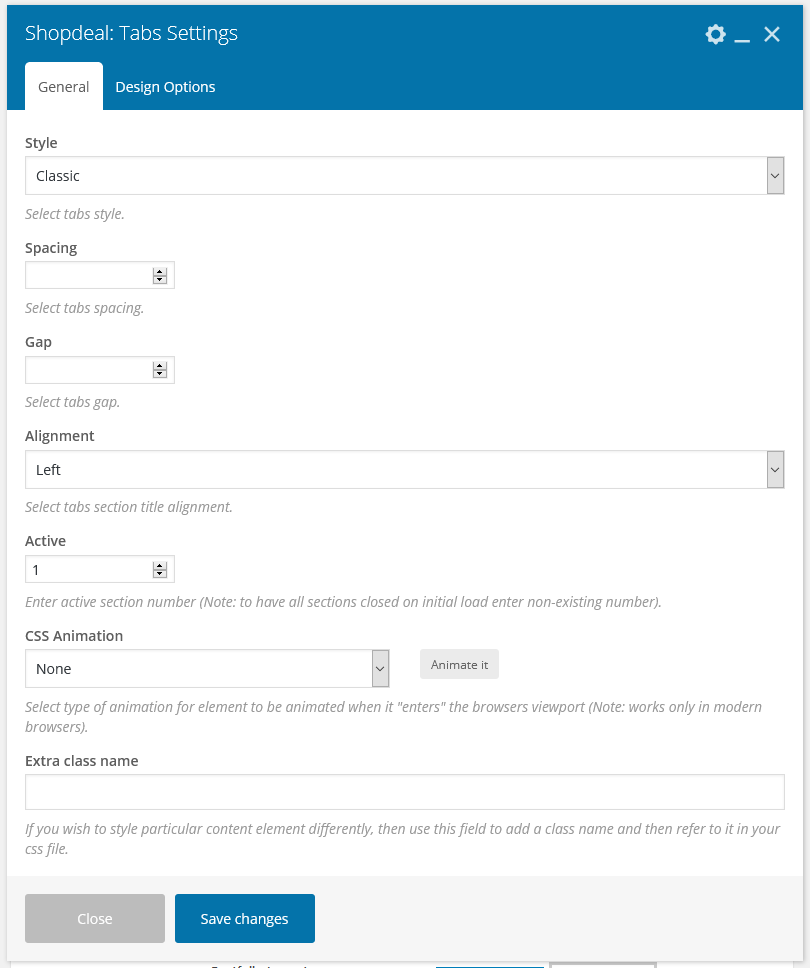 Shopdeal: Tabs Settings
General
Design Options
Style
Classic
Select tabs style.
Spacing
Select tabs spacing.
Gap
Select tabs gap.
Alignment
Left
Select tabs section title alignment.
Active
1
Enter active section number (Note: to have all sections closed on initial load enter non-existing number).
CSS Animation
None
Animate it
Select type of animation for element to be animated when it "enters" the browsers viewport (Note: works only in modern
browsers).
Extra class name
If you wish to style particular content element differently, then use this field to add a class name and then refer to it in your
css file.
Close
Save changes